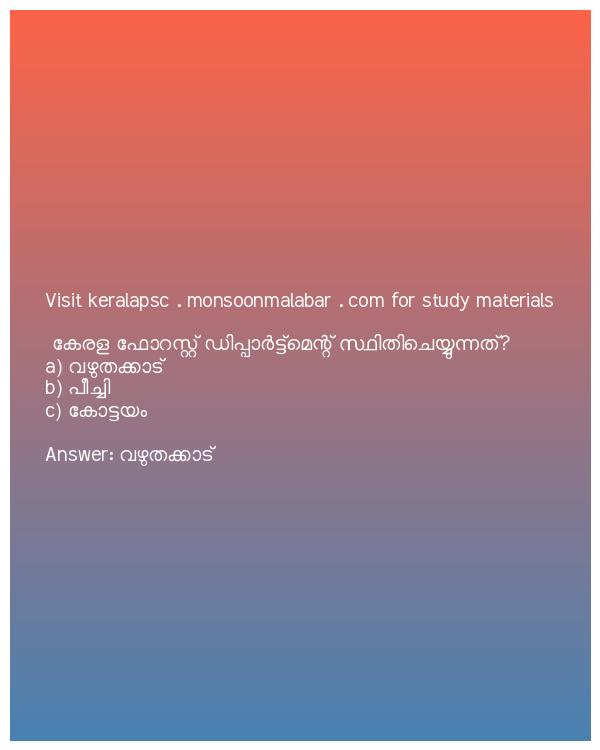 Visit keralapsc . monsoonmalabar . com for study materials
കേരള ഫോറസ്റ്റ് ഡിപ്പാർട്ട്മെന്റ് സ്ഥിതിചെയ്യുന്നത്?
a) വഴുതക്കാട്
b) പീച്ചി
c) കോട്ടയം
Answer: വഴുതക്കാട്